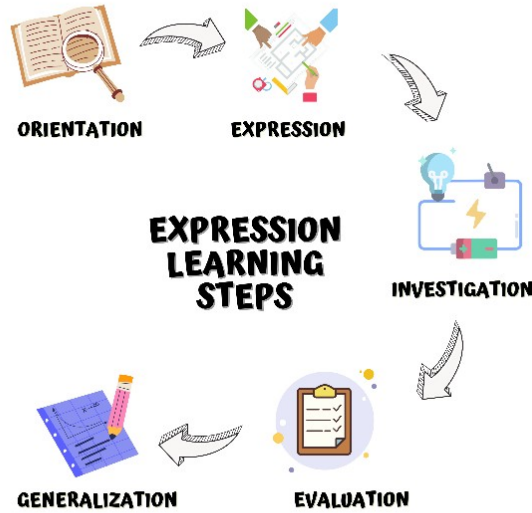 ORIENTATION
EXPRESSION
EXPRESSION
LEARNING
STEPS
INVESTIGATION
GENERALIZATION
EVALUATION